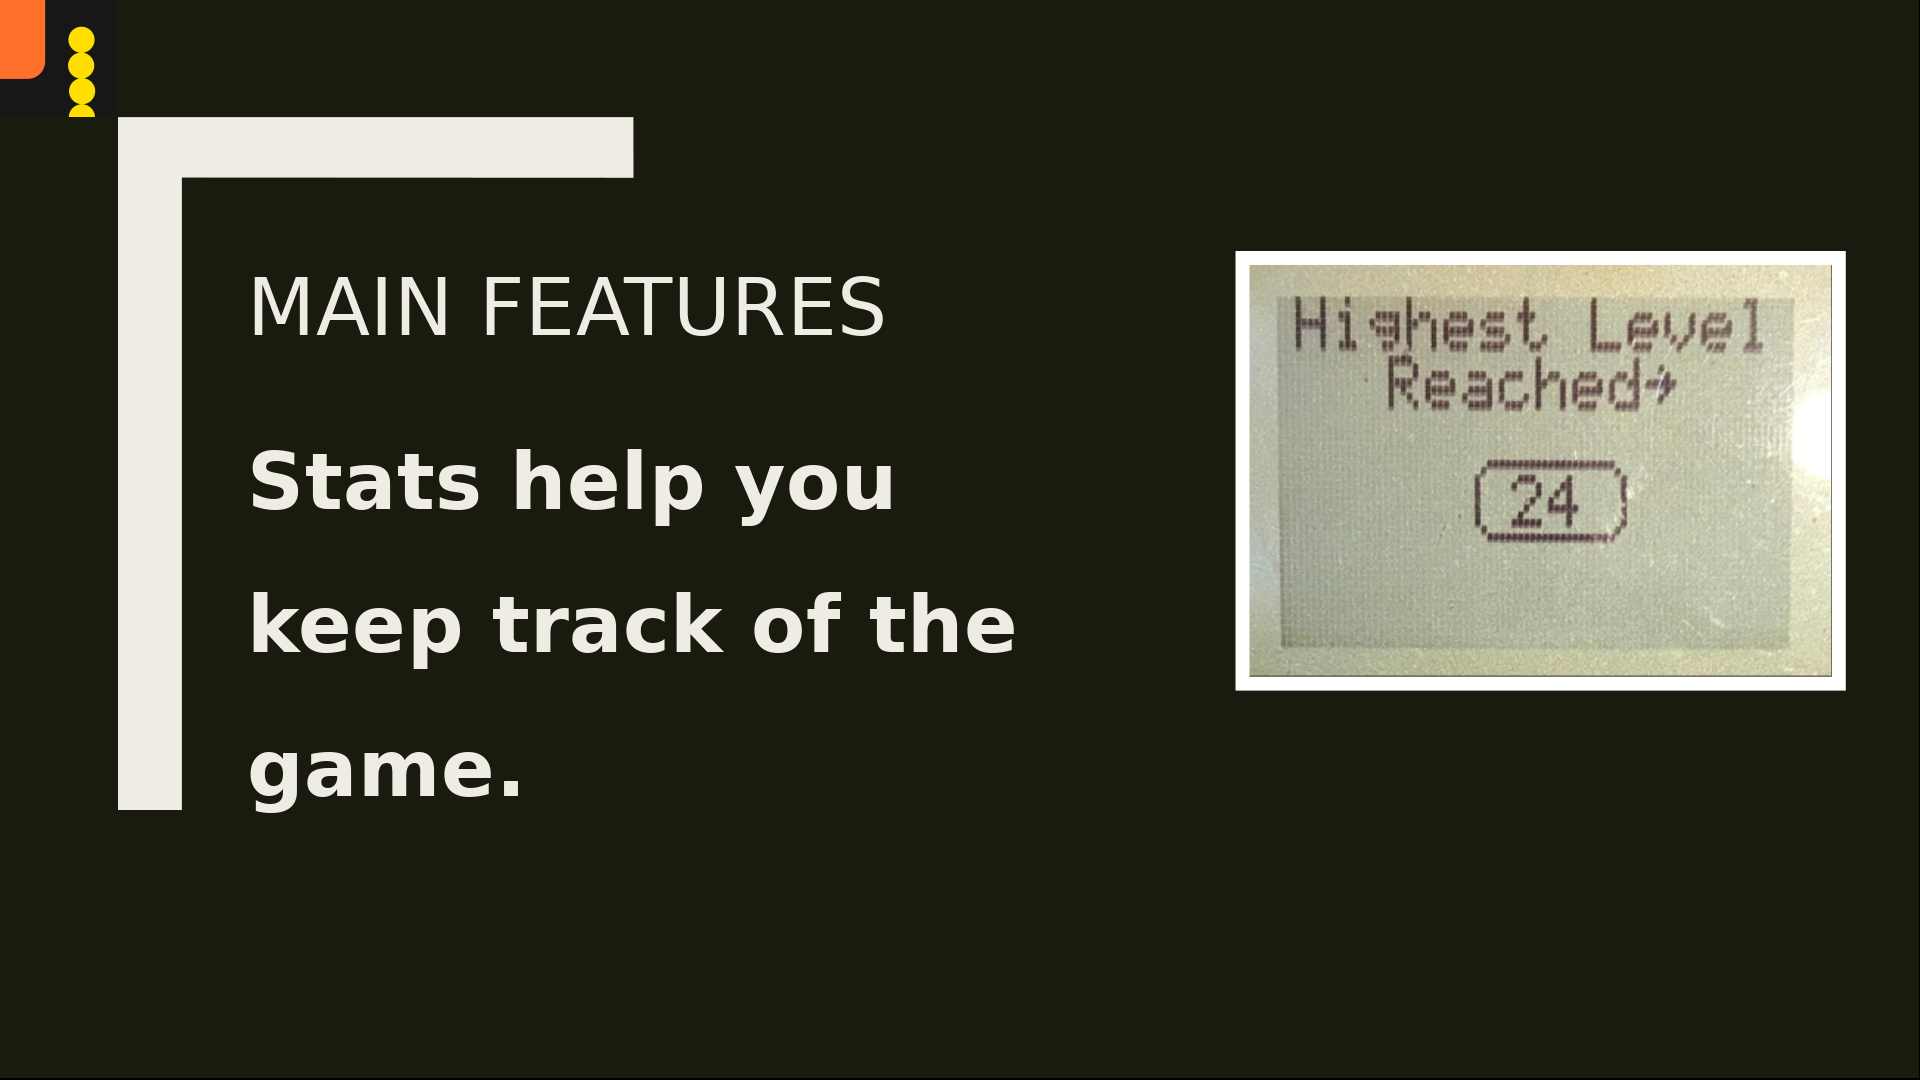 MAIN FEATURES
Stats help you
keep track of the
game.
Highest Level
Reached→
24